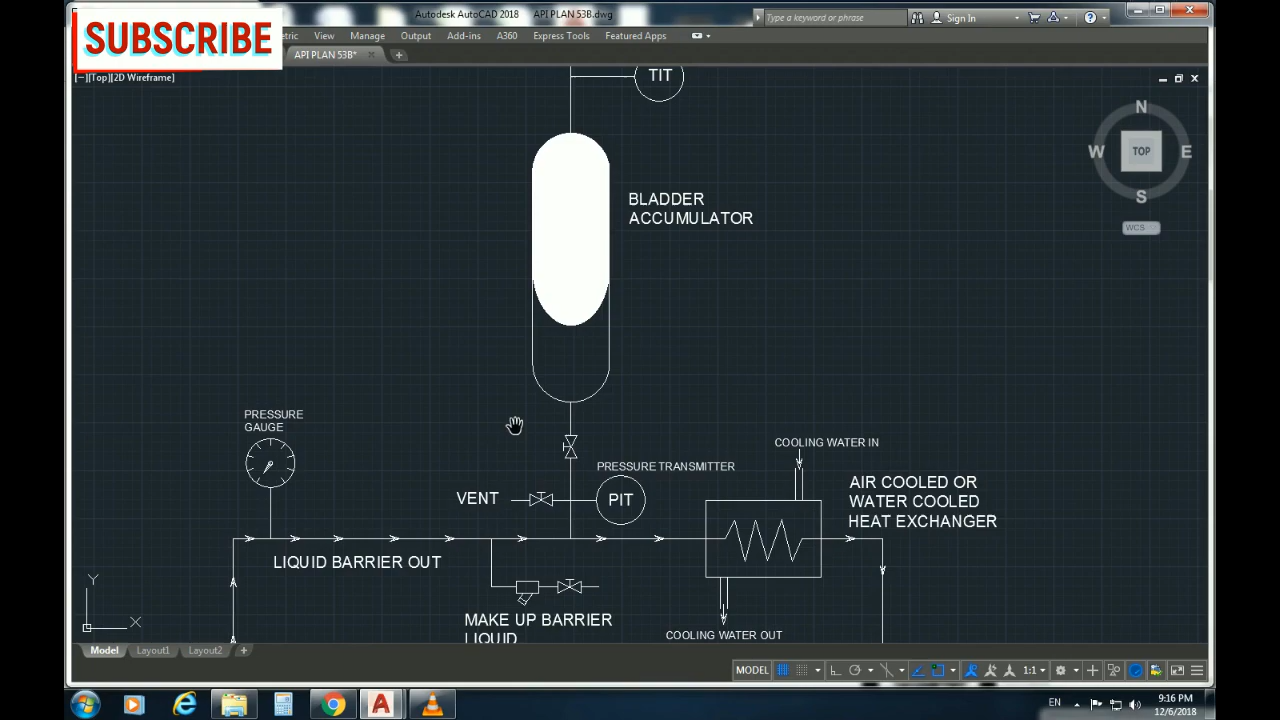 SUBSCRIBE
Autodesk AutoCAD 2018 API PLAN 53B.dwg
Type a keyword or phrase
Sign In
View Manage Output Add-ins A360 Express Tools Featured Apps
API PLAN 53B*
[−][Top][2D Wireframe]
TIT
N
W TOP E
S
WCS
BLADDER
ACCUMULATOR
PRESSURE
GAUGE
COOLING WATER IN
PRESSURE TRANSMITTER
AIR COOLED OR
WATER COOLED
HEAT EXCHANGER
VENT
PIT
LIQUID BARRIER OUT
MAKE UP BARRIER
LIQUID
COOLING WATER OUT
Y
X
Model Layout1 Layout2
MODEL 1:1
EN
9:16 PM
12/6/2018